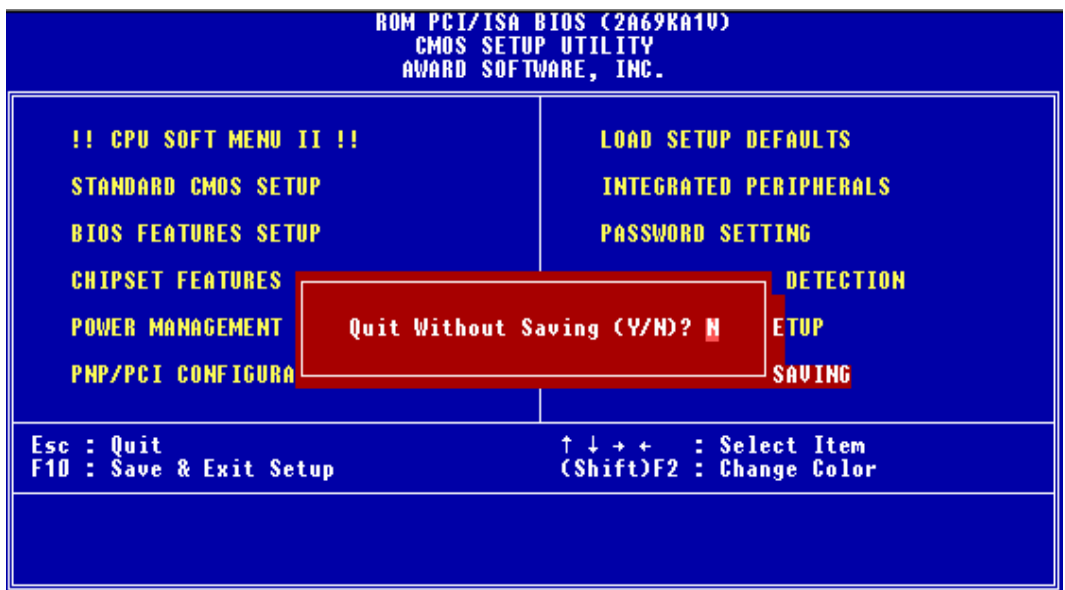 ROM PCI/ISA BIOS (2A69KA1V)
CMOS SETUP UTILITY
AWARD SOFTWARE, INC.
!! CPU SOFT MENU II !!
STANDARD CMOS SETUP
BIOS FEATURES SETUP
CHIPSET FEATURES
POWER MANAGEMENT
PNP/PCI CONFIGURA
LOAD SETUP DEFAULTS
INTEGRATED PERIPHERALS
PASSWORD SETTING
DETECTION
ETUP
SAVING
Quit Without Saving (Y/N)? N
Esc : Quit
F10 : Save & Exit Setup
↑ ↓ → ← : Select Item
(Shift)F2 : Change Color